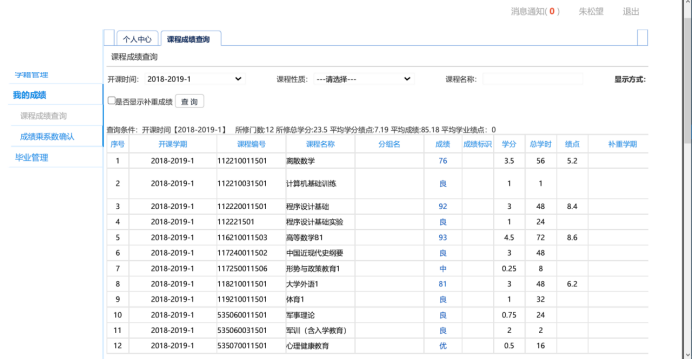 消息通知(0) 朱松望 退出
个人中心 课程成绩查询
课程成绩查询
学籍管理
我的成绩
课程成绩查询
成绩乘系数确认
毕业管理
开课时间: 2018-2019-1 课程性质: ---请选择--- 课程名称: 显示方式:
是否显示补重成绩 查 询
查询条件: 开课时间【2018-2019-1】 所修门数:12 所修总学分:23.5 平均学分绩点:7.19 平均成绩:85.18 平均学业绩点: 0
序号 开课学期 课程编号 课程名称 分组名 成绩 成绩标识 学分 总学时 绩点 补重学期
1 2018-2019-1 112210011501 离散数学 76 3.5 56 5.2
2 2018-2019-1 112210031501 计算机基础训练 良 1 1
3 2018-2019-1 112220011501 程序设计基础 92 3 48 8.4
4 2018-2019-1 112221501 程序设计基础实验 良 1 24
5 2018-2019-1 116210011503 高等数学B1 93 4.5 72 8.6
6 2018-2019-1 117240011502 中国近现代史纲要 良 3 48
7 2018-2019-1 117250011506 形势与政策教育1 中 0.25 8
8 2018-2019-1 118210011501 大学外语1 81 3 48 6.2
9 2018-2019-1 119210011501 体育1 良 1 32
10 2018-2019-1 535060011501 军事理论 良 0.75 24
11 2018-2019-1 535060031501 军训（含入学教育） 良 2 2
12 2018-2019-1 535070011501 心理健康教育 优 0.5 16